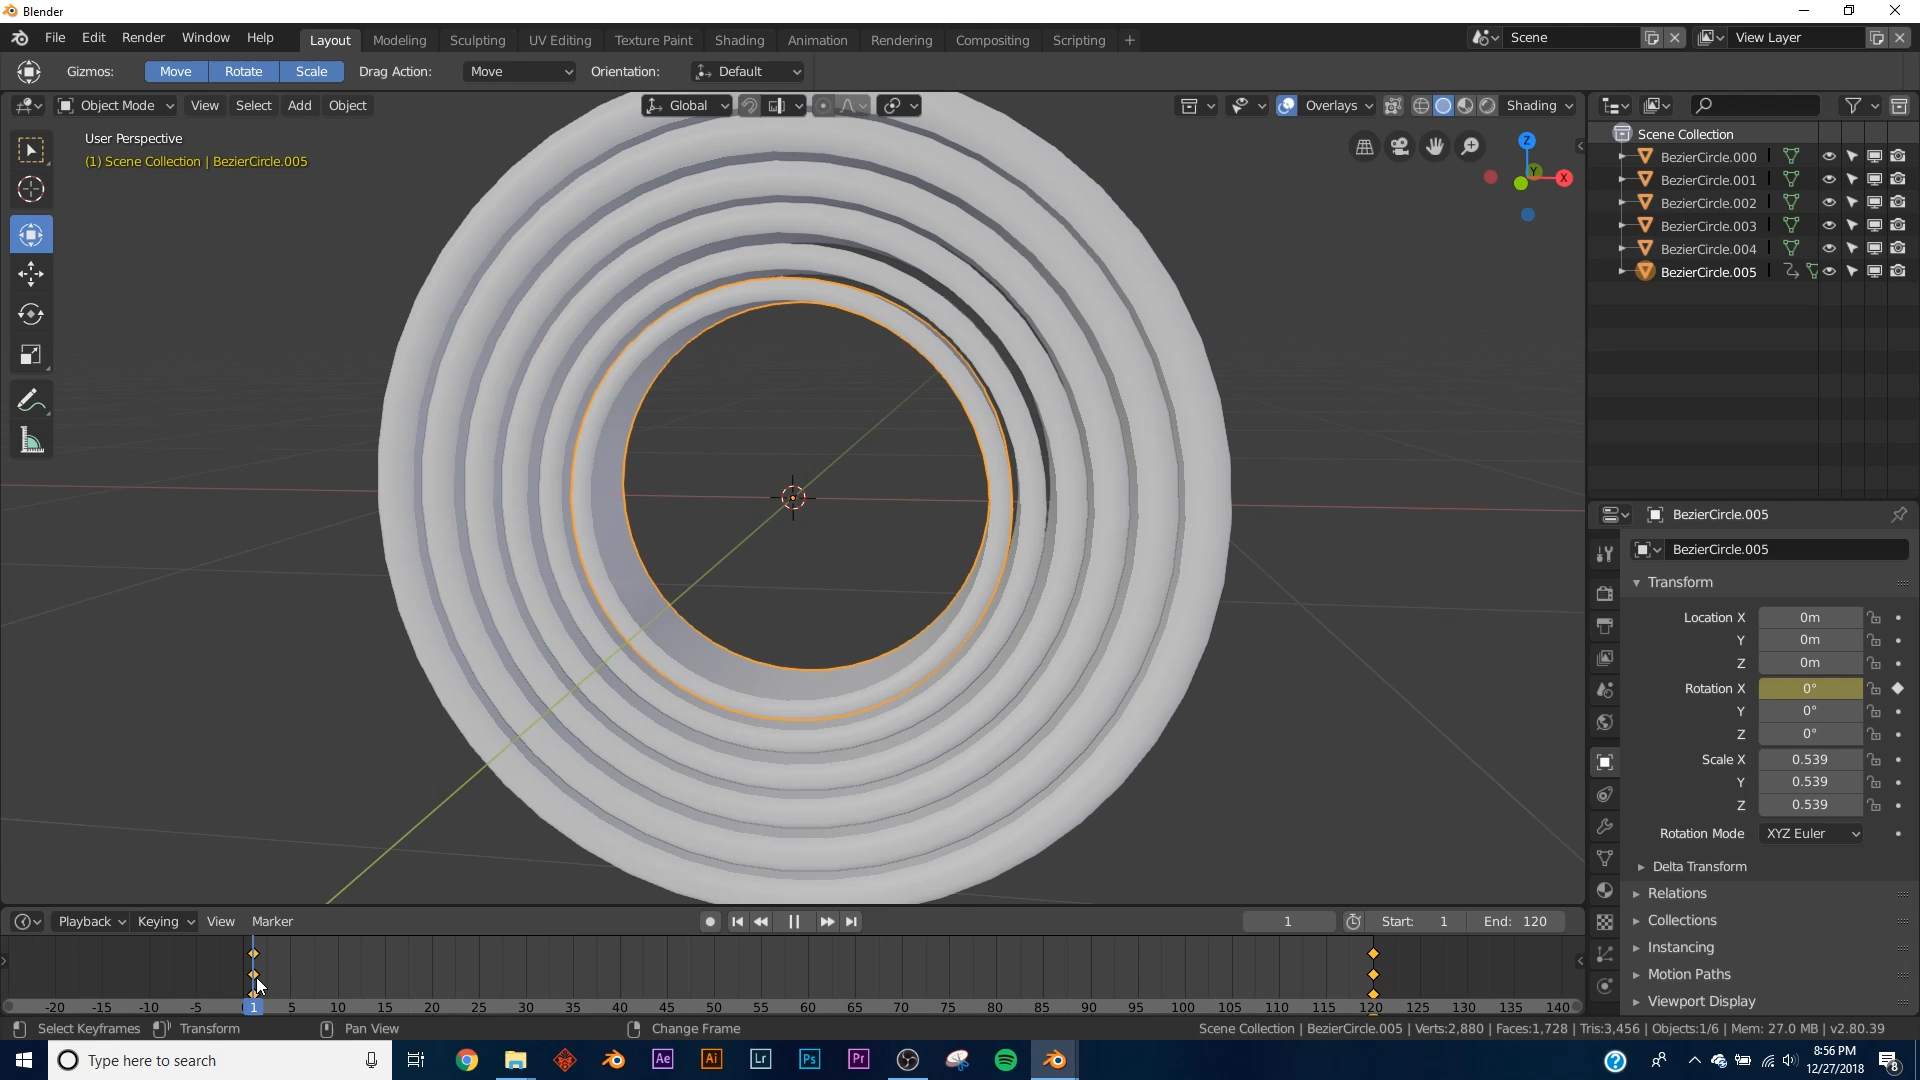 Blender
File Edit Render Window Help Layout Modeling Sculpting UV Editing Texture Paint Shading Animation Rendering Compositing Scripting + Scene View Layer
Gizmos: Move Rotate Scale Drag Action: Move Orientation: Default
Object Mode View Select Add Object Global Overlays Shading
User Perspective
(1) Scene Collection | BezierCircle.005
Z
Y
X
Scene Collection
BezierCircle.000
BezierCircle.001
BezierCircle.002
BezierCircle.003
BezierCircle.004
BezierCircle.005
BezierCircle.005
BezierCircle.005
Transform
Location X 0m
Y 0m
Z 0m
Rotation X 0°
Y 0°
Z 0°
Scale X 0.539
Y 0.539
Z 0.539
Rotation Mode XYZ Euler
Delta Transform
Relations
Collections
Instancing
Motion Paths
Viewport Display
Playback Keying View Marker 1 Start: 1 End: 120
-20 -15 -10 -5 1 5 10 15 20 25 30 35 40 45 50 55 60 65 70 75 80 85 90 95 100 105 110 115 120 125 130 135 140
Select Keyframes Transform Pan View Change Frame Scene Collection | BezierCircle.005 | Verts:2,880 | Faces:1,728 | Tris:3,456 | Objects:1/6 | Mem: 27.0 MB | v2.80.39
Type here to search Ae Ai Lr Ps Pr 8:56 PM
12/27/2018
8